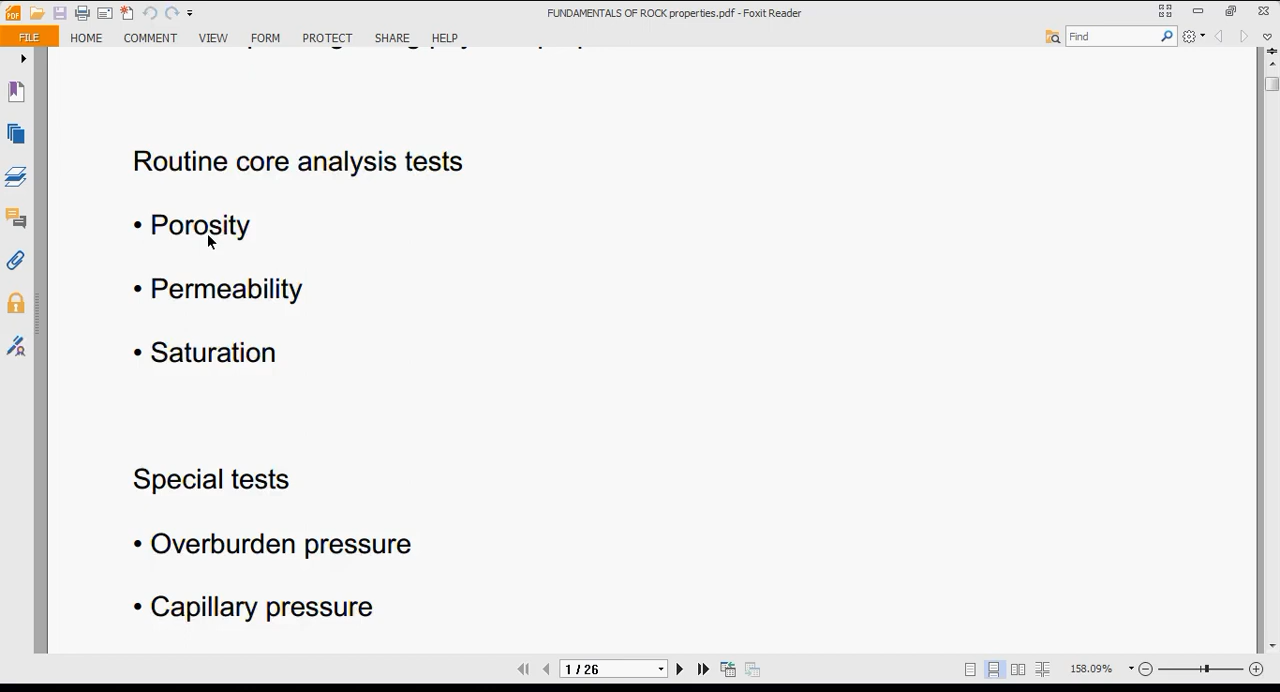 FUNDAMENTALS OF ROCK properties.pdf - Foxit Reader
FILE HOME COMMENT VIEW FORM PROTECT SHARE HELP
Find
Routine core analysis tests
• Porosity
• Permeability
• Saturation
Special tests
• Overburden pressure
• Capillary pressure
1 / 26
158.09%